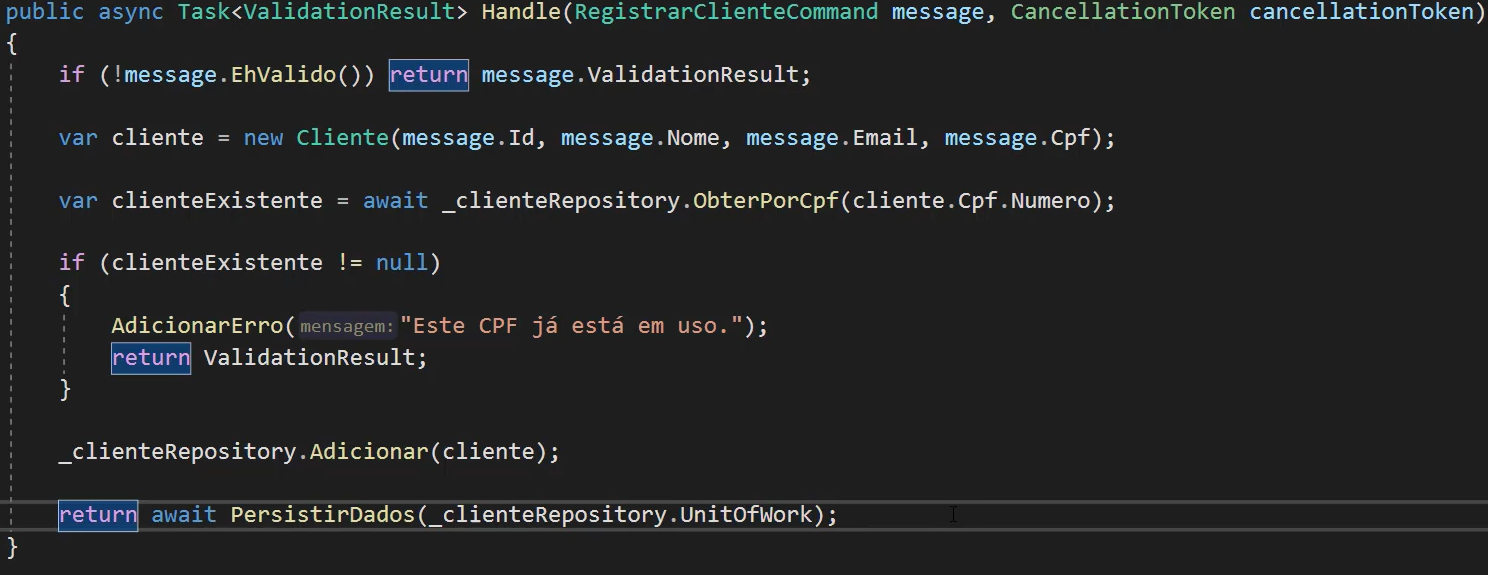 public async Task<ValidationResult> Handle(RegistrarClienteCommand message, CancellationToken cancellationToken)
{
if (!message.EhValido()) return message.ValidationResult;
var cliente = new Cliente(message.Id, message.Nome, message.Email, message.Cpf);
var clienteExistente = await _clienteRepository.ObterPorCpf(cliente.Cpf.Numero);
if (clienteExistente != null)
{
AdicionarErro(mensagem:"Este CPF já está em uso.");
return ValidationResult;
}
_clienteRepository.Adicionar(cliente);
return await PersistirDados(_clienteRepository.UnitOfWork);
}